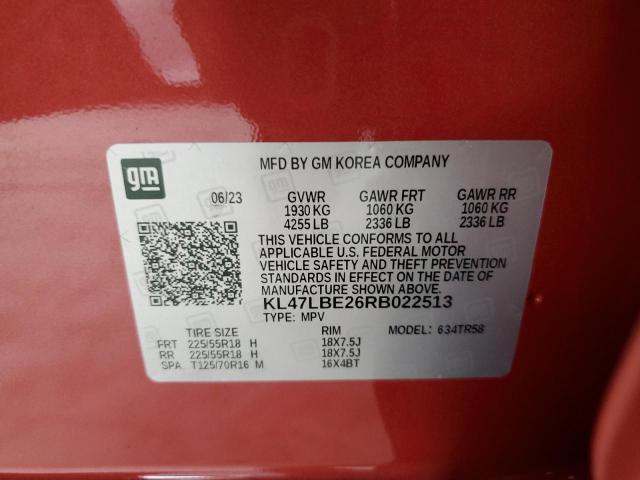 gm
MFD BY GM KOREA COMPANY
06/23 GVWR GAWR FRT GAWR RR
1930 KG 1060 KG 1060 KG
4255 LB 2336 LB 2336 LB
THIS VEHICLE CONFORMS TO ALL
APPLICABLE U.S. FEDERAL MOTOR
VEHICLE SAFETY AND THEFT PREVENTION
STANDARDS IN EFFECT ON THE DATE OF
MANUFACTURE SHOWN ABOVE.
KL47LBE26RB022513
TYPE: MPV
TIRE SIZE RIM MODEL: 634TR58
FRT 225/55R18 H 18X7.5J
RR 225/55R18 H 18X7.5J
SPA T125/70R16 M 16X4BT